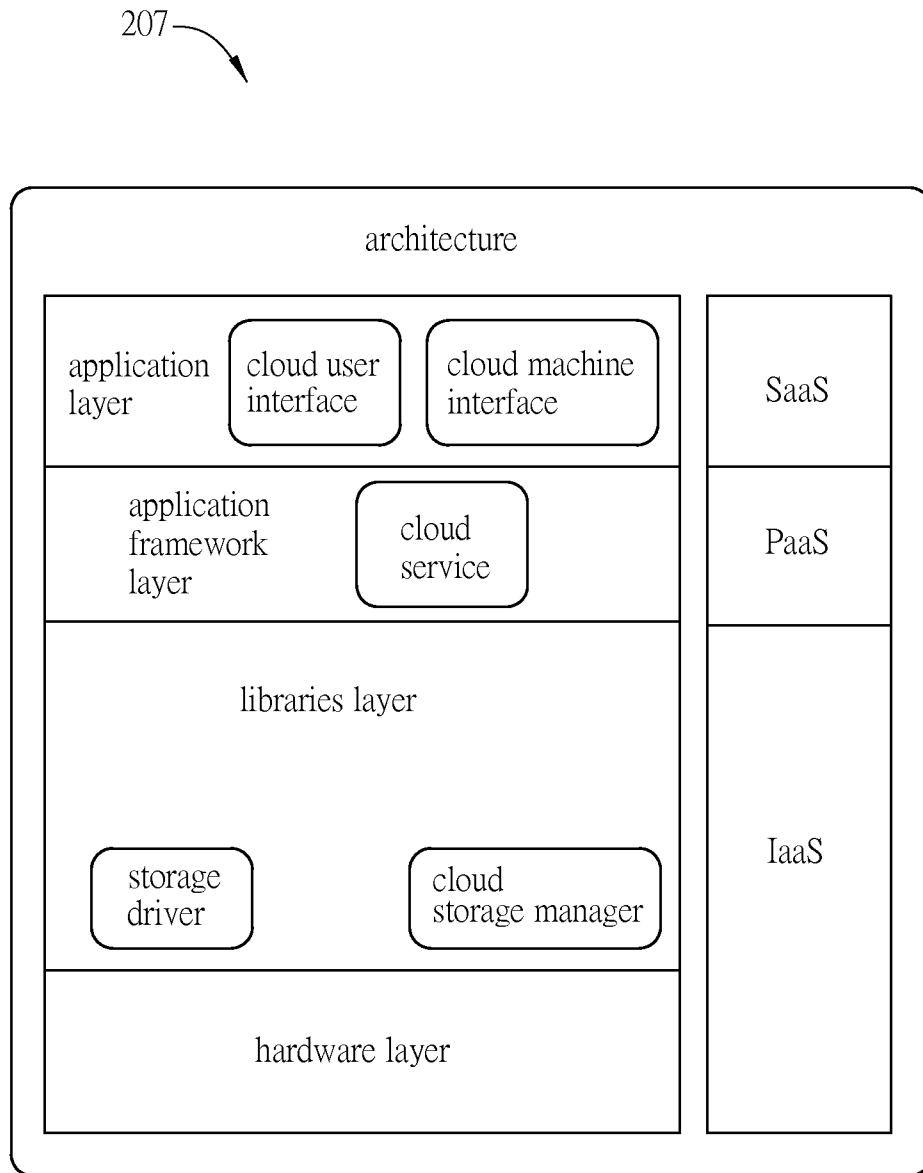 207
architecture
application
layer
cloud user
interface
cloud machine
interface
SaaS
application
framework
layer
cloud
service
PaaS
libraries layer
storage
driver
cloud
storage manager
IaaS
hardware layer